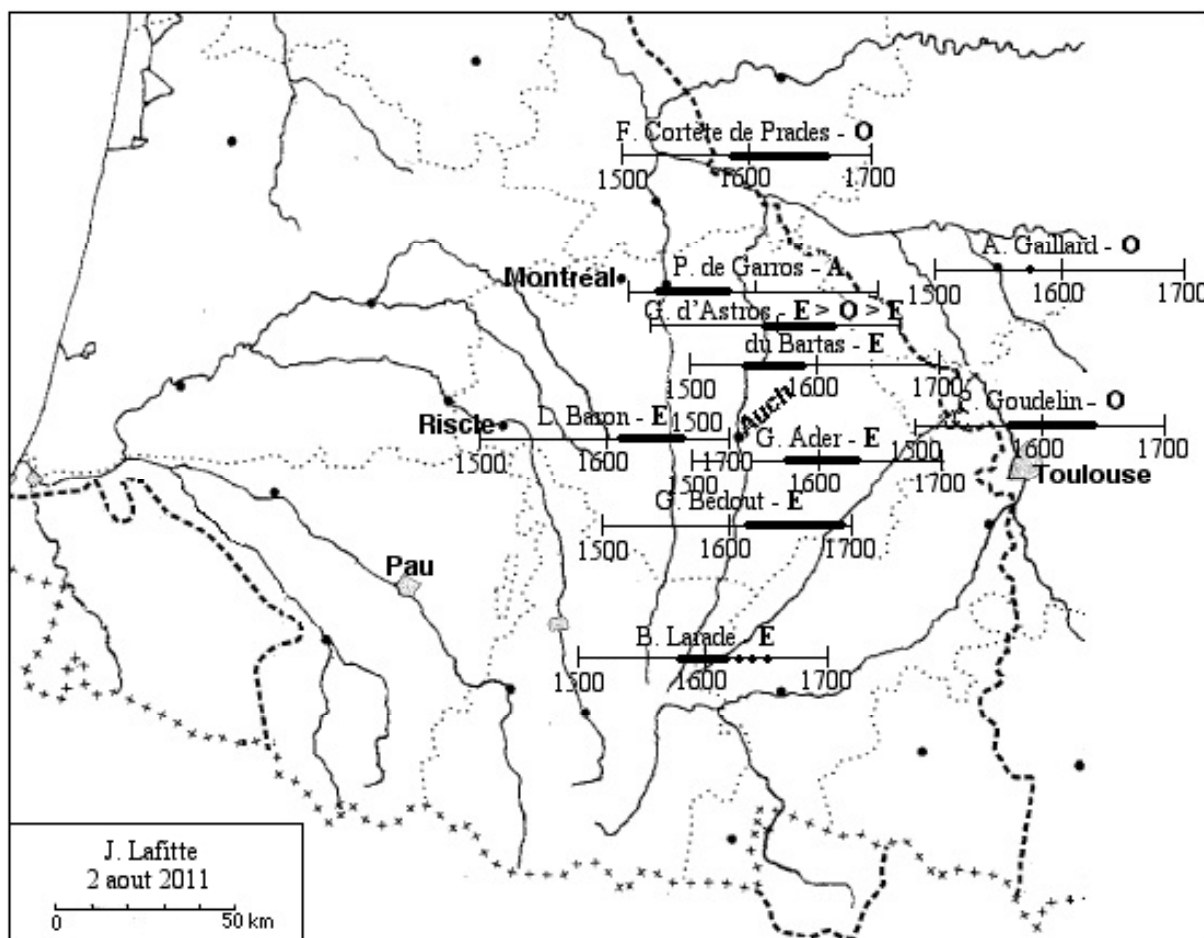 F. Cortète de Prades - O
1500 1600 1700
A. Gaillard - O
1500 1600 1700
Montréal
P. de Garros - A
G. d'Astros - E > O > E
du Bartas - E
1500 1600 1700
Riscle
L. Baron - E
1500 1600 1700
Auch
Goudelin - O
1500 1600 1700
G. Ader - E
1500 1600 1700
Toulouse
G. Bedout - E
1500 1600 1700
Pau
B. Larade - E
1500 1600 1700
J. Lafitte
2 aout 2011
0 50 km